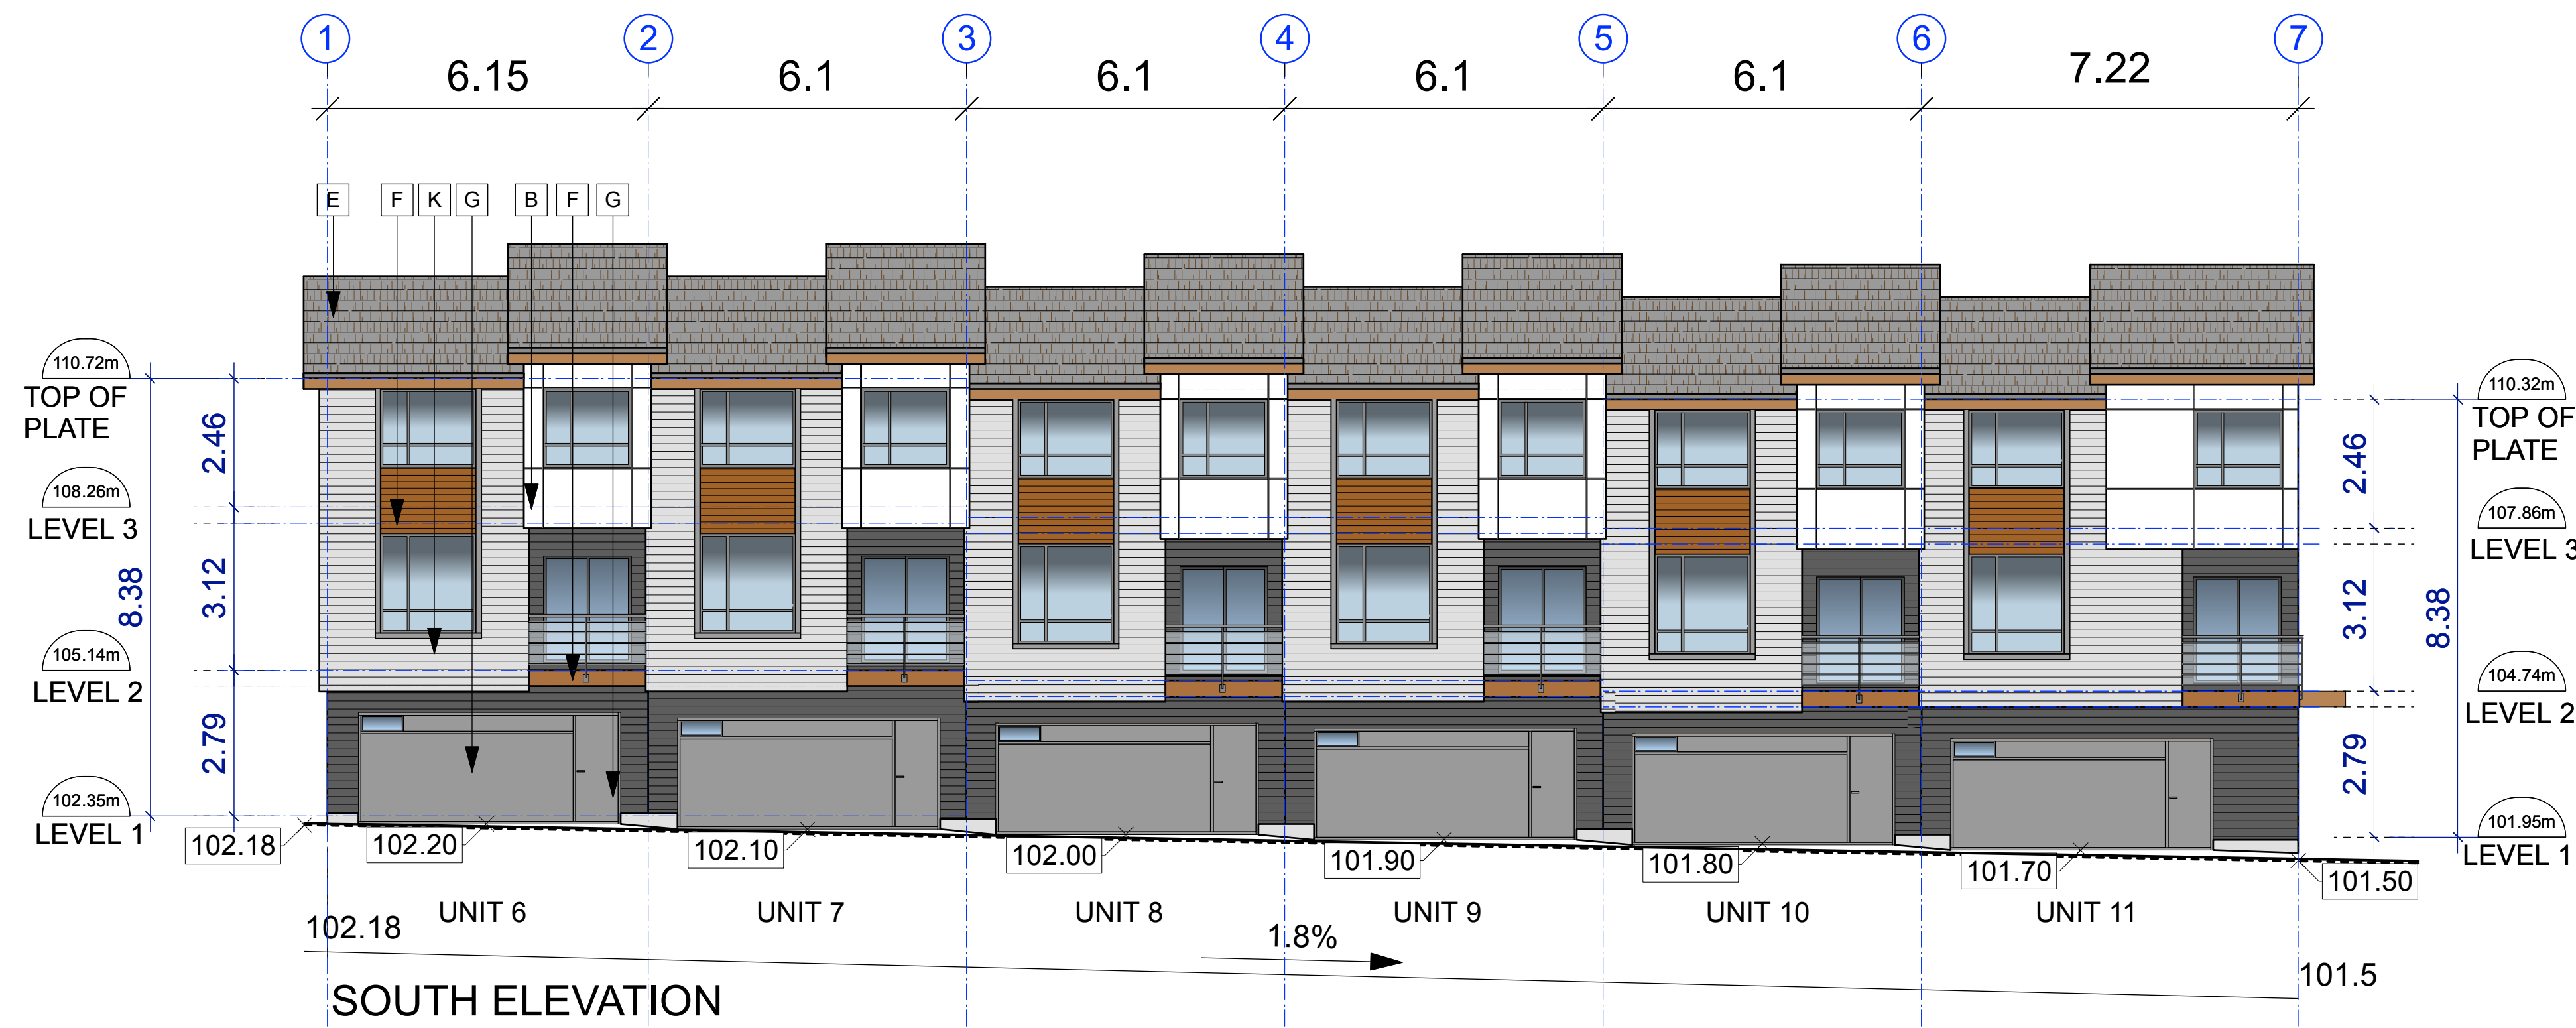 1 2 3 4 5 6 7
6.15 6.1 6.1 6.1 6.1 7.22
E F K G B F G
110.72m
TOP OF
PLATE
108.26m
LEVEL 3
105.14m
LEVEL 2
102.35m
LEVEL 1
8.38
2.46
3.12
2.79
110.32m
TOP OF
PLATE
107.86m
LEVEL 3
104.74m
LEVEL 2
101.95m
LEVEL 1
2.46
3.12
2.79
8.38
102.18 102.20 102.10 102.00 101.90 101.80 101.70 101.50
UNIT 6 UNIT 7 UNIT 8 UNIT 9 UNIT 10 UNIT 11
102.18
1.8%
101.5
SOUTH ELEVATION